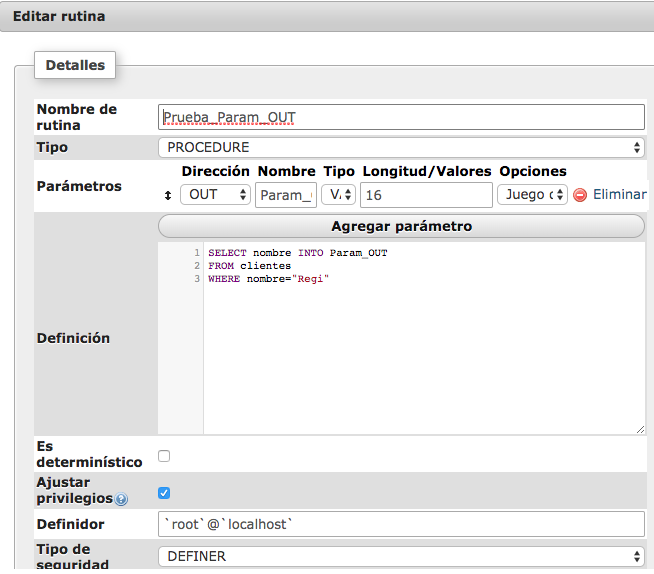 Editar rutina
Detalles
Nombre de
rutina
Prueba_Param_OUT
Tipo
PROCEDURE
Parámetros
Dirección Nombre Tipo Longitud/Valores Opciones
OUT Param_ 16 Juego Eliminar
Agregar parámetro
Definición
1 SELECT nombre INTO Param_OUT
2 FROM clientes
3 WHERE nombre="Regi"
Es
determinístico
Ajustar
privilegios
Definidor
`root`@`localhost`
Tipo de
seguridad
DEFINER